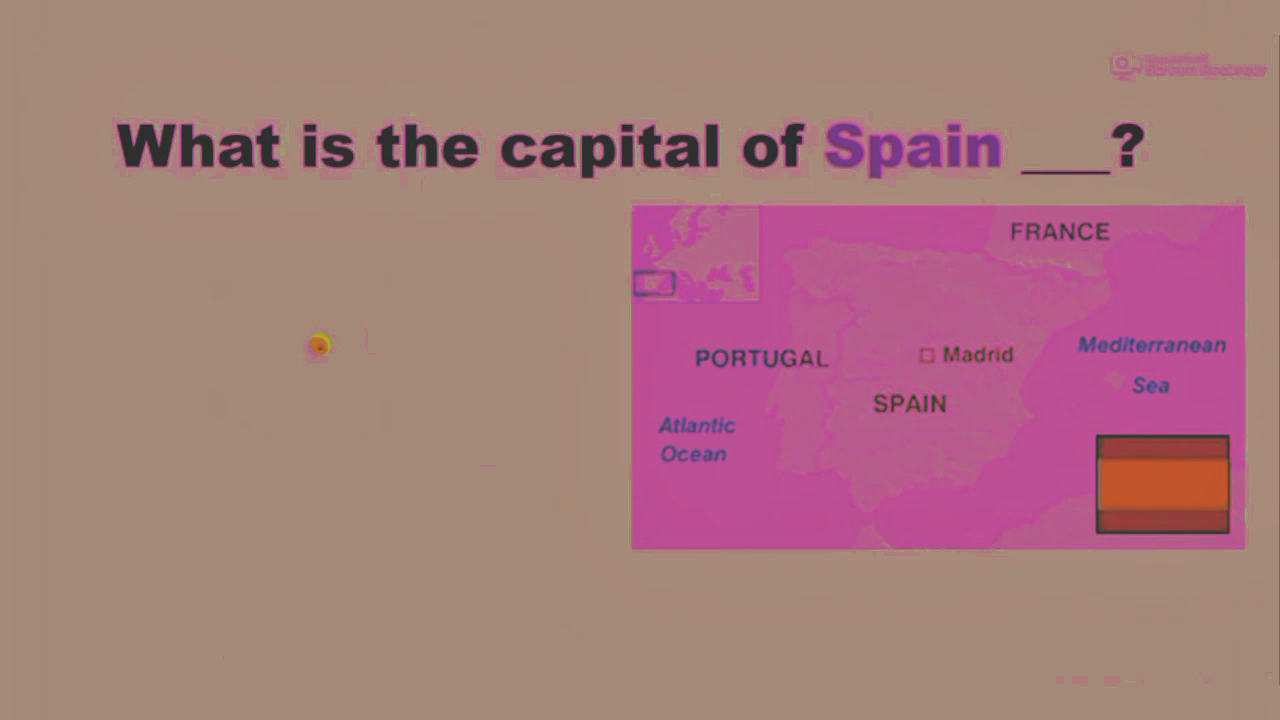 What is the capital of Spain ___?
FRANCE
PORTUGAL
Madrid
Mediterranean
Sea
SPAIN
Atlantic
Ocean